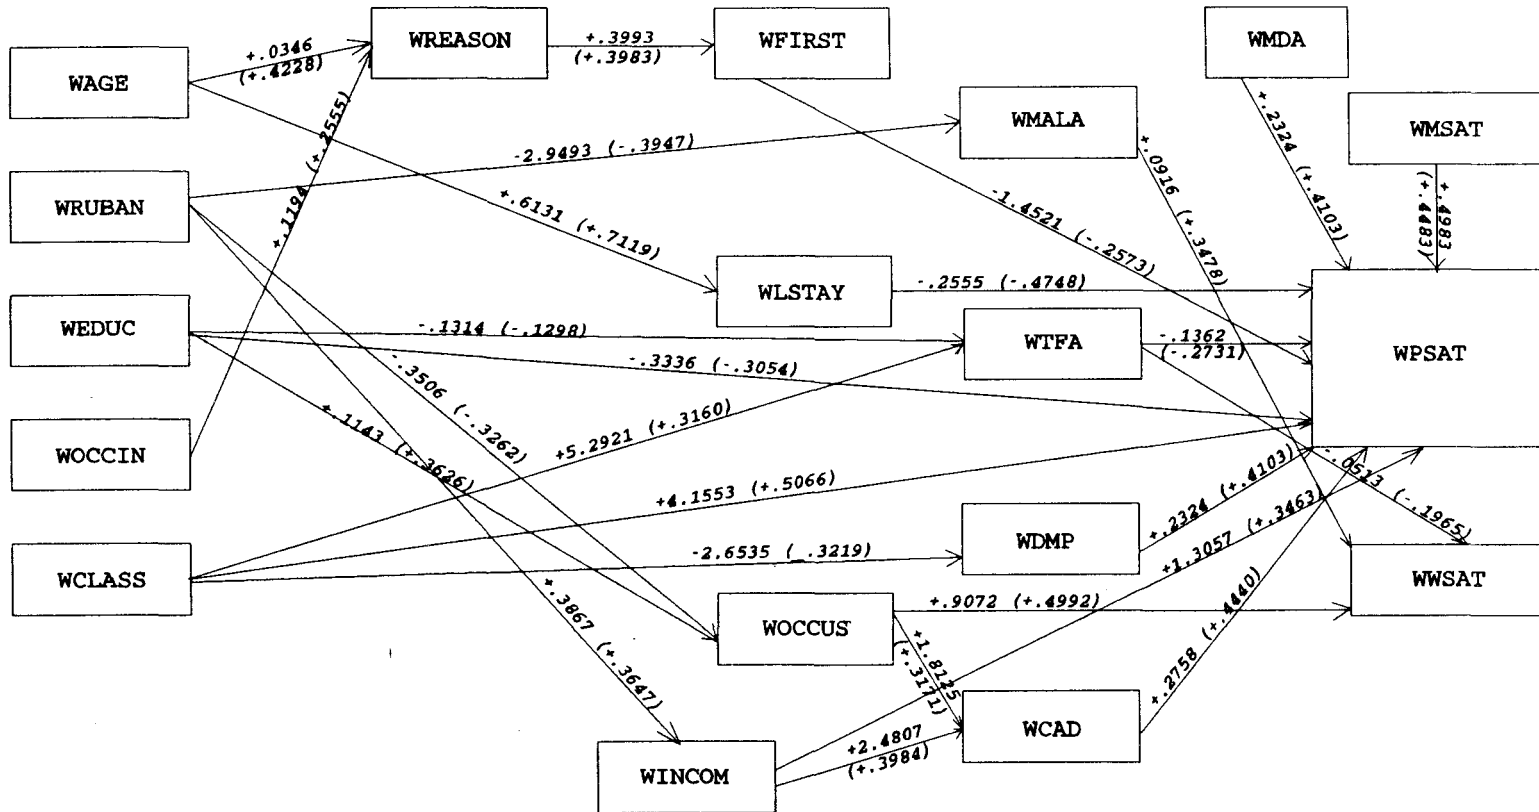 WREASON
+.3993
(+.3983)
WFIRST
WMDA
+.0346
(+.4228)
WAGE
WMALA
WMSAT
+.2324 (+.4103)
+.4983
(+.4483)
+.1194 (+.2555)
-2.9493 (-.3947)
+.0916 (+.3478)
WRUBAN
+.6131 (+.7119)
-1.4521 (-.2573)
WLSTAY
-.2555 (-.4748)
WEDUC
-.1314 (-.1298)
WTFA
-.1362
(-.2731)
WPSAT
-.3336 (-.3054)
-.3506 (-.3262)
+.1143 (+.3626)
+5.2921 (+.3160)
WOCCIN
+4.1553 (+.5066)
+.2324 (+.4103)
-.0513 (-.1965)
WDMP
+1.3057 (+.3463)
-2.6535 ( .3219)
WCLASS
WWSAT
+.3867 (+.3647)
WOCCUS
+.9072 (+.4992)
+1.8125
(+.3171)
+.2758 (+.4440)
WCAD
+2.4807
(+.3984)
WINCOM